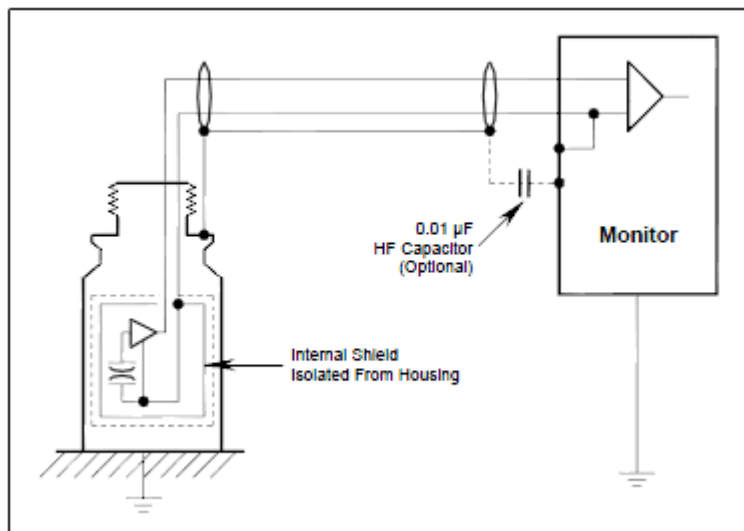 0.01 µF
HF Capacitor
(Optional)
Monitor
Internal Shield
Isolated From Housing